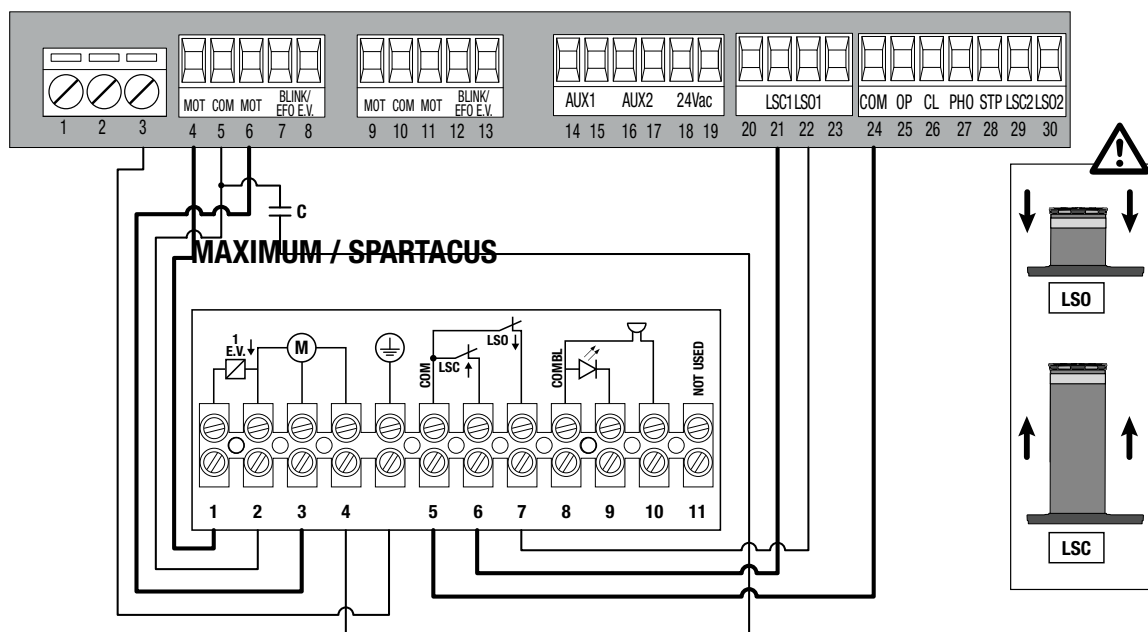 MOT COM MOT BLINK/ EFO E.V.
MOT COM MOT BLINK/ EFO E.V.
AUX1 AUX2 24Vac
LSC1 LSO1
COM OP CL PHO STP LSC2 LSO2
1 2 3 4 5 6 7 8 9 10 11 12 13 14 15 16 17 18 19 20 21 22 23 24 25 26 27 28 29 30
C
MAXIMUM / SPARTACUS
1
E.V.
M
COM
LSC
LSO
COMBL
NOT USED
1 2 3 4 5 6 7 8 9 10 11
!
LSO
LSC